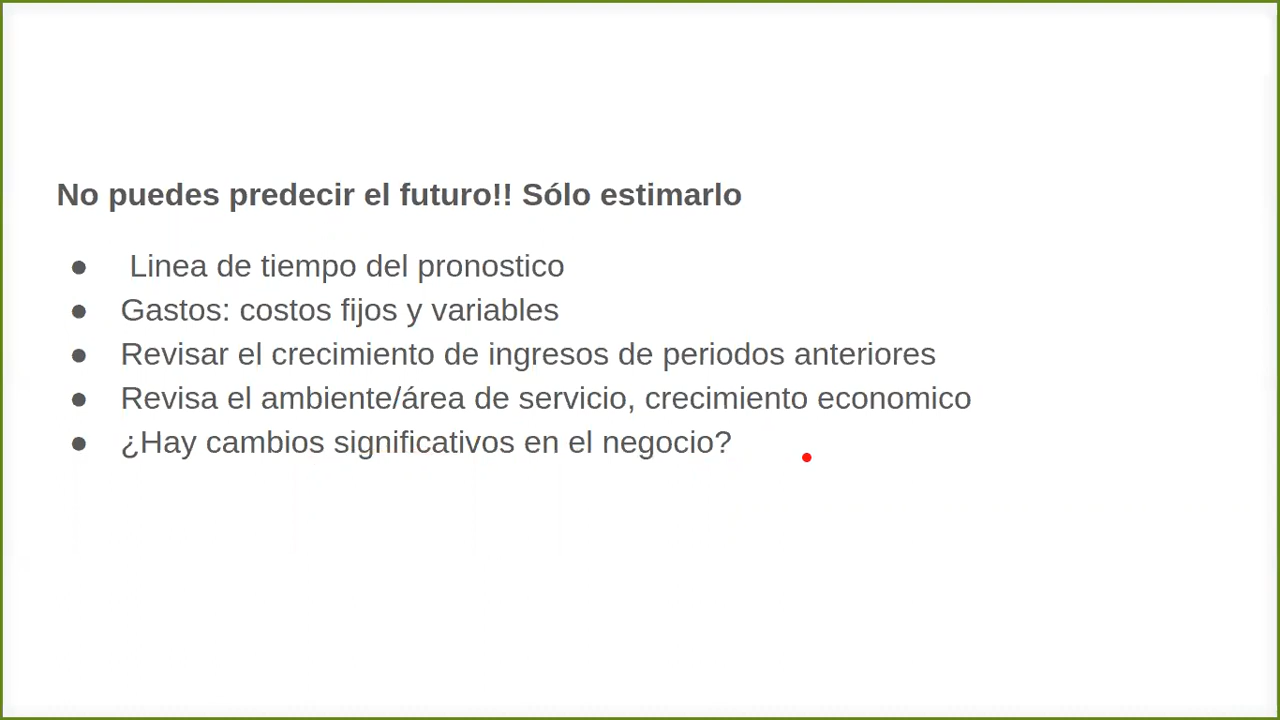 No puedes predecir el futuro!! Sólo estimarlo
● Linea de tiempo del pronostico
● Gastos: costos fijos y variables
● Revisar el crecimiento de ingresos de periodos anteriores
● Revisa el ambiente/área de servicio, crecimiento economico
● ¿Hay cambios significativos en el negocio?